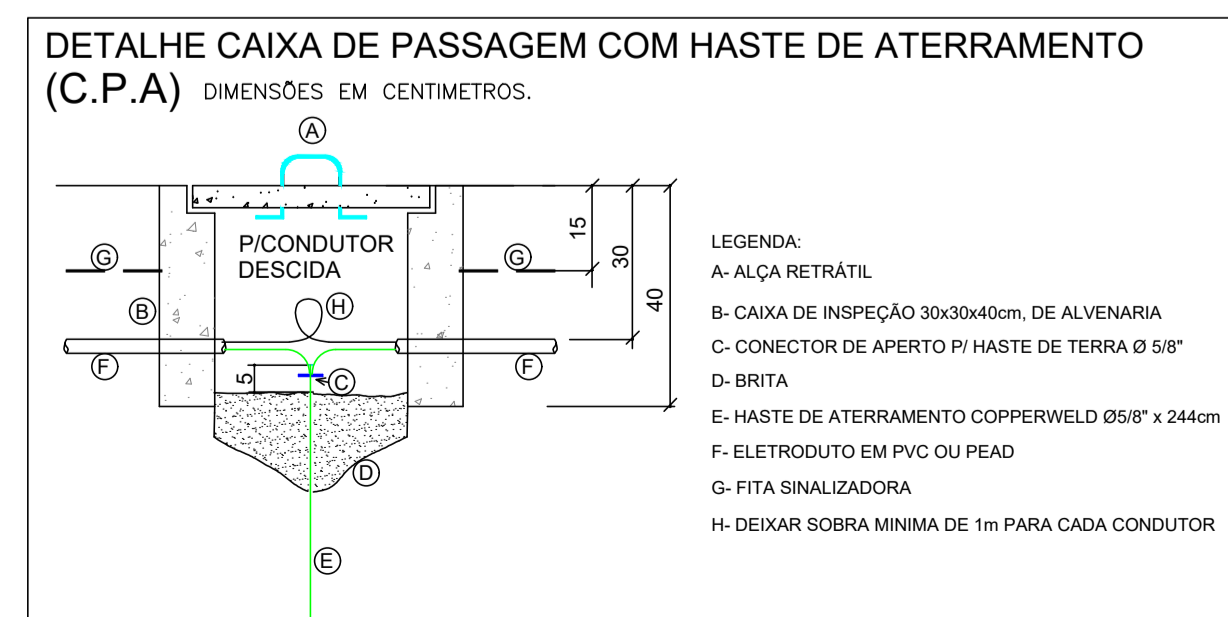 DETALHE CAIXA DE PASSAGEM COM HASTE DE ATERRAMENTO
(C.P.A) DIMENSÕES EM CENTIMETROS.
A
P/CONDUTOR
DESCIDA
G
G
B
H
F
F
C
D
E
15
30
40
5
LEGENDA:
A- ALÇA RETRÁTIL
B- CAIXA DE INSPEÇÃO 30x30x40cm, DE ALVENARIA
C- CONECTOR DE APERTO P/ HASTE DE TERRA Ø 5/8"
D- BRITA
E- HASTE DE ATERRAMENTO COPPERWELD Ø5/8" x 244cm
F- ELETRODUTO EM PVC OU PEAD
G- FITA SINALIZADORA
H- DEIXAR SOBRA MINIMA DE 1m PARA CADA CONDUTOR